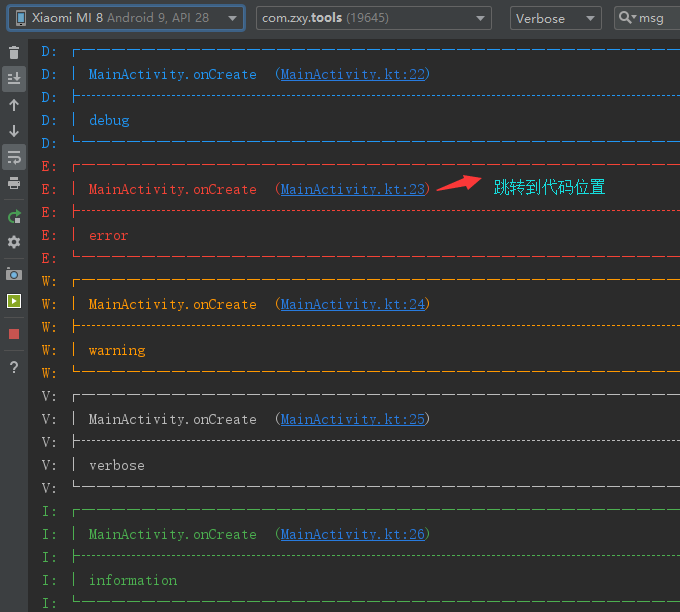 Xiaomi MI 8 Android 9, API 28
com.zxy.tools (19645)
Verbose
msg
D:
D: MainActivity.onCreate (MainActivity.kt:22)
D:
D: debug
D:
E:
E: MainActivity.onCreate (MainActivity.kt:23) 跳转到代码位置
E:
E: error
E:
W:
W: MainActivity.onCreate (MainActivity.kt:24)
W:
W: warning
W:
V:
V: MainActivity.onCreate (MainActivity.kt:25)
V:
V: verbose
V:
I:
I: MainActivity.onCreate (MainActivity.kt:26)
I:
I: information
I: